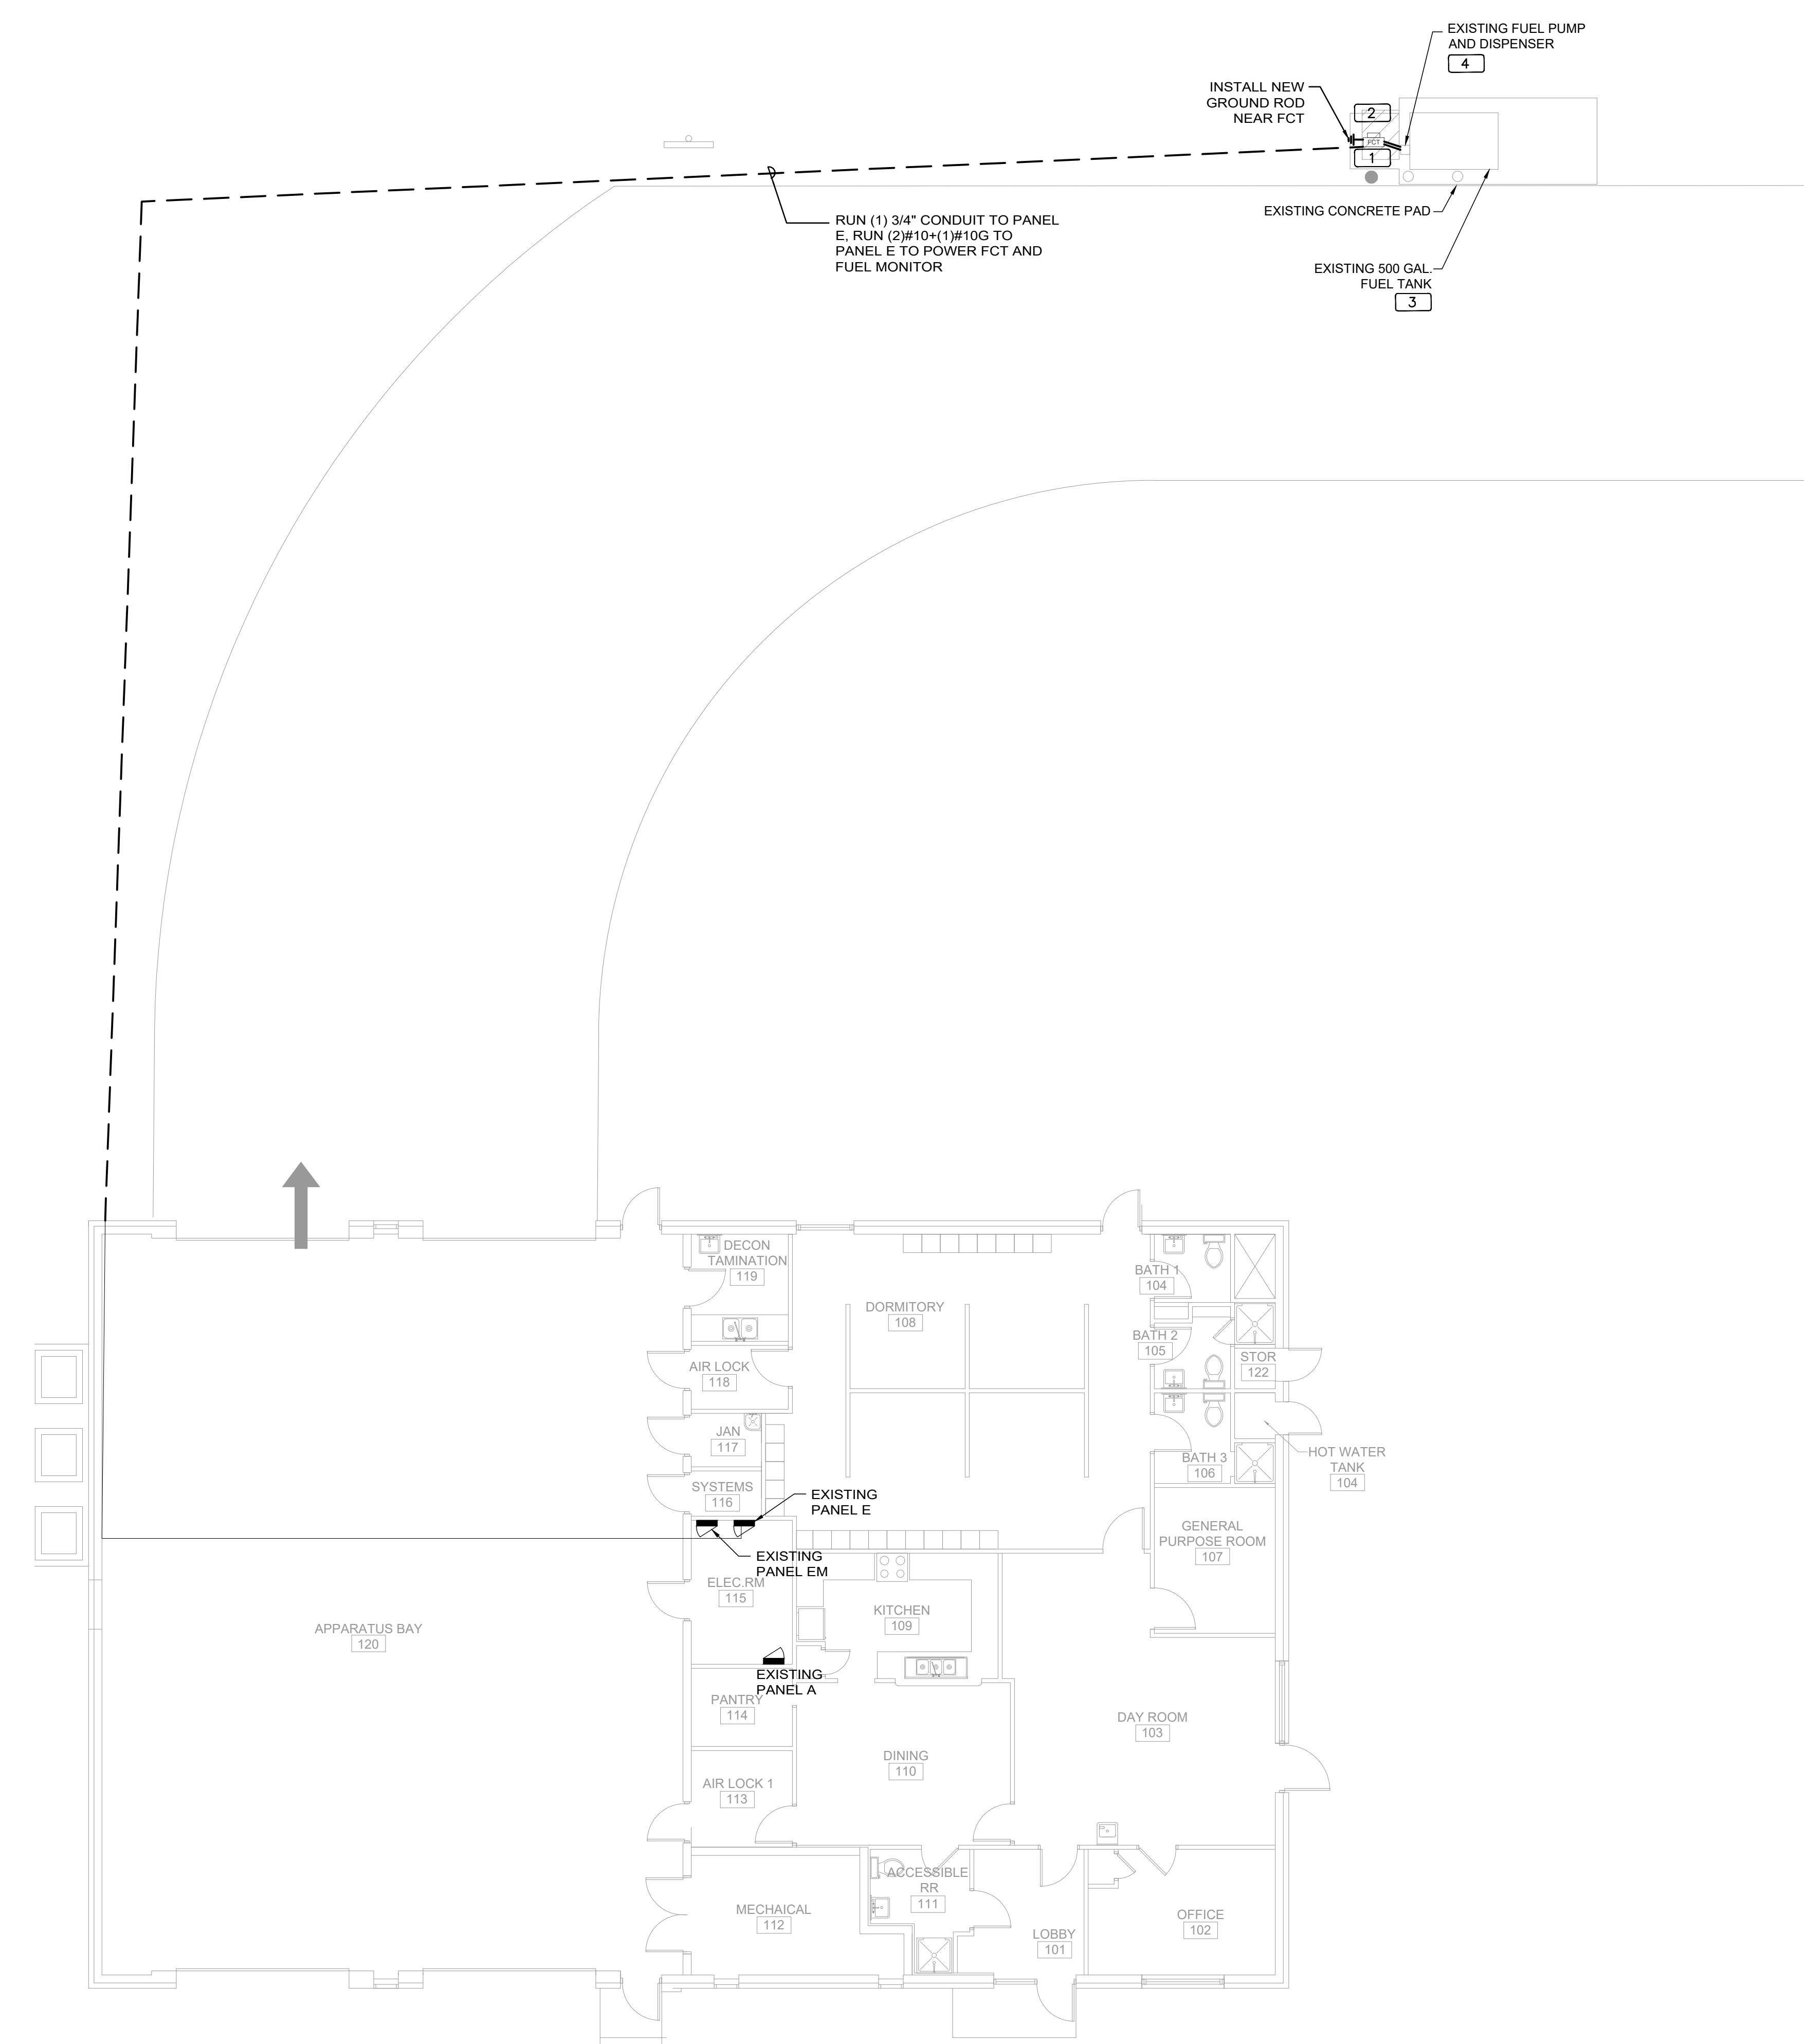 EXISTING FUEL PUMP
AND DISPENSER
4
INSTALL NEW
GROUND ROD
NEAR FCT
2
FCT
1
EXISTING CONCRETE PAD
RUN (1) 3/4" CONDUIT TO PANEL
E, RUN (2)#10+(1)#10G TO
PANEL E TO POWER FCT AND
FUEL MONITOR
EXISTING 500 GAL.
FUEL TANK
3
DECON
TAMINATION
119
BATH 1
104
DORMITORY
108
BATH 2
105
STOR
122
AIR LOCK
118
JAN
117
BATH 3
106
HOT WATER
TANK
104
SYSTEMS
116
EXISTING
PANEL E
GENERAL
PURPOSE ROOM
107
EXISTING
PANEL EM
ELEC.RM
115
KITCHEN
109
APPARATUS BAY
120
EXISTING
PANEL A
PANTRY
114
DAY ROOM
103
DINING
110
AIR LOCK 1
113
ACCESSIBLE
RR
111
MECHAICAL
112
OFFICE
102
LOBBY
101